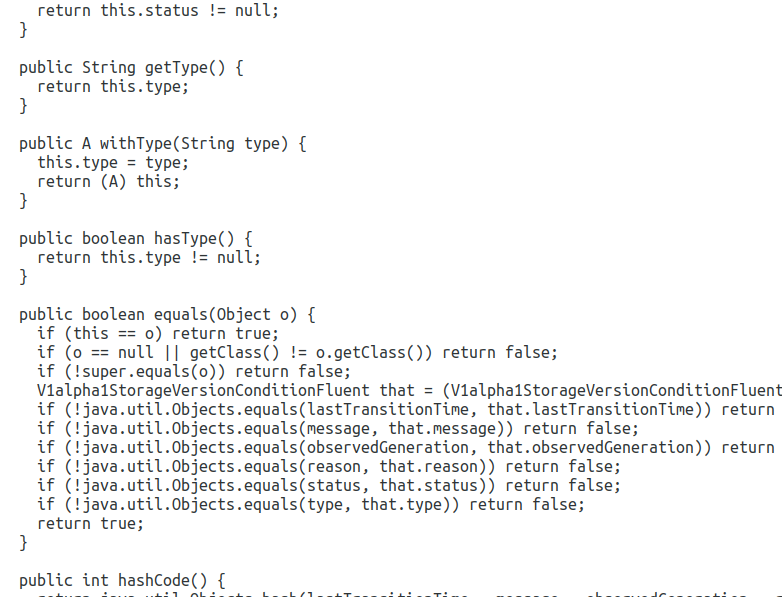 return this.status != null;
}
public String getType() {
return this.type;
}
public A withType(String type) {
this.type = type;
return (A) this;
}
public boolean hasType() {
return this.type != null;
}
public boolean equals(Object o) {
if (this == o) return true;
if (o == null || getClass() != o.getClass()) return false;
if (!super.equals(o)) return false;
V1alpha1StorageVersionConditionFluent that = (V1alpha1StorageVersionConditionFluent
if (!java.util.Objects.equals(lastTransitionTime, that.lastTransitionTime)) return
if (!java.util.Objects.equals(message, that.message)) return false;
if (!java.util.Objects.equals(observedGeneration, that.observedGeneration)) return
if (!java.util.Objects.equals(reason, that.reason)) return false;
if (!java.util.Objects.equals(status, that.status)) return false;
if (!java.util.Objects.equals(type, that.type)) return false;
return true;
}
public int hashCode() {